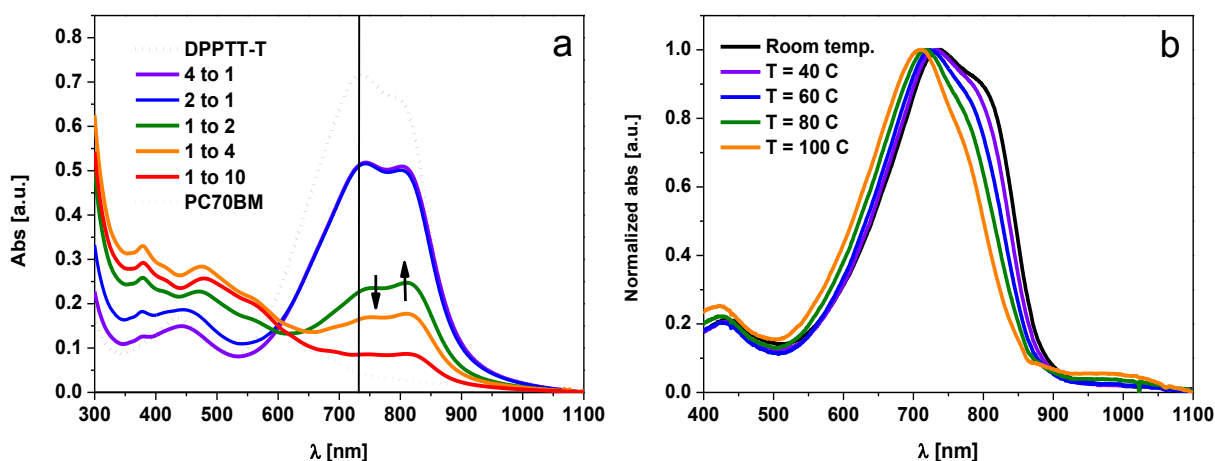 a
DPPTT-T
4 to 1
2 to 1
1 to 2
1 to 4
1 to 10
PC70BM
Abs [a.u.]
0.8
0.7
0.6
0.5
0.4
0.3
0.2
0.1
0.0
300 400 500 600 700 800 900 1000 1100
λ [nm]
b
Room temp.
T = 40 C
T = 60 C
T = 80 C
T = 100 C
Normalized abs [a.u.]
1.0
0.8
0.6
0.4
0.2
0.0
400 500 600 700 800 900 1000 1100
λ [nm]